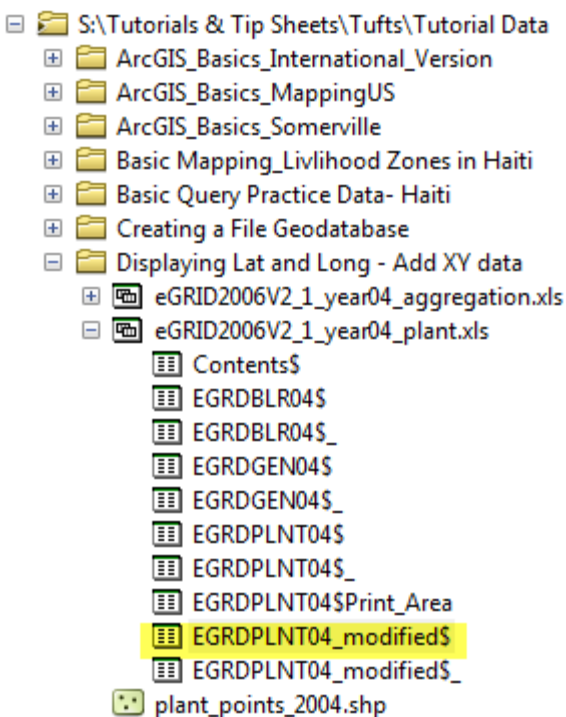 S:\Tutorials & Tip Sheets\Tufts\Tutorial Data
ArcGIS_Basics_International_Version
ArcGIS_Basics_MappingUS
ArcGIS_Basics_Somerville
Basic Mapping_Livlihood Zones in Haiti
Basic Query Practice Data- Haiti
Creating a File Geodatabase
Displaying Lat and Long - Add XY data
eGRID2006V2_1_year04_aggregation.xls
eGRID2006V2_1_year04_plant.xls
Contents$
EGRDBLR04$
EGRDBLR04$_
EGRDGEN04$
EGRDGEN04$_
EGRDPLNT04$
EGRDPLNT04$_
EGRDPLNT04$Print_Area
EGRDPLNT04_modified$
EGRDPLNT04_modified$_
plant_points_2004.shp